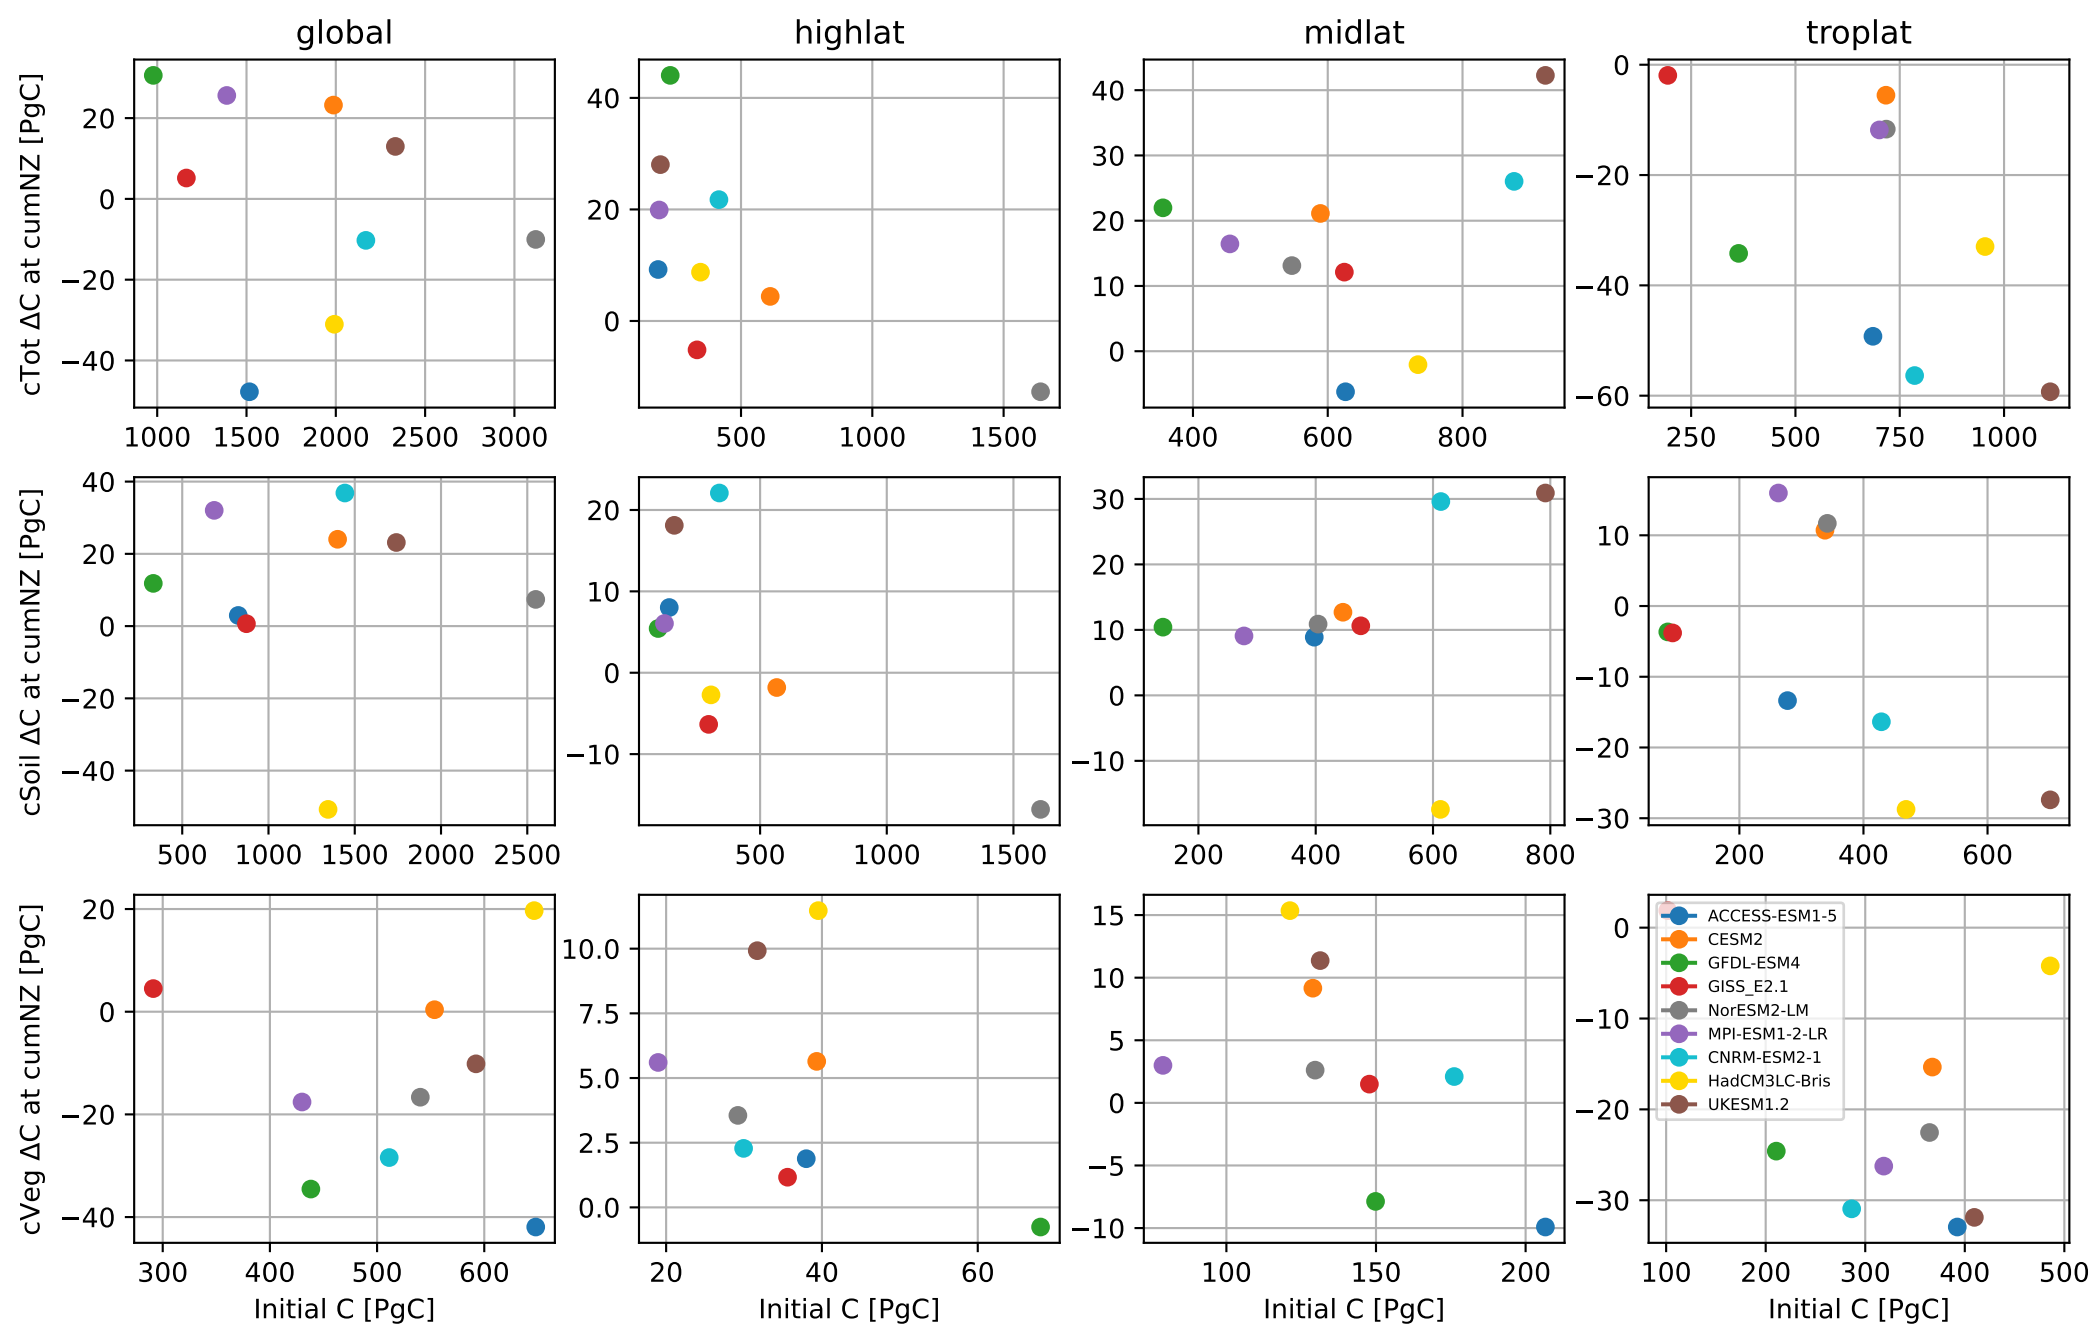 global highlat midlat troplat
cTot ΔC at cumNZ [PgC]
20
0
−20
−40
1000 1500 2000 2500 3000
40
20
0
500 1000 1500
40
30
20
10
0
400 600 800
0
−20
−40
−60
250 500 750 1000
cSoil ΔC at cumNZ [PgC]
40
20
0
−20
−40
500 1000 1500 2000 2500
20
10
0
−10
500 1000 1500
30
20
10
0
−10
200 400 600 800
10
0
−10
−20
−30
200 400 600
cVeg ΔC at cumNZ [PgC]
20
0
−20
−40
300 400 500 600
Initial C [PgC]
10.0
7.5
5.0
2.5
0.0
20 40 60
Initial C [PgC]
15
10
5
0
−5
−10
100 150 200
Initial C [PgC]
0
−10
−20
−30
ACCESS-ESM1-5
CESM2
GFDL-ESM4
GISS_E2.1
NorESM2-LM
MPI-ESM1-2-LR
CNRM-ESM2-1
HadCM3LC-Bris
UKESM1.2
100 200 300 400 500
Initial C [PgC]